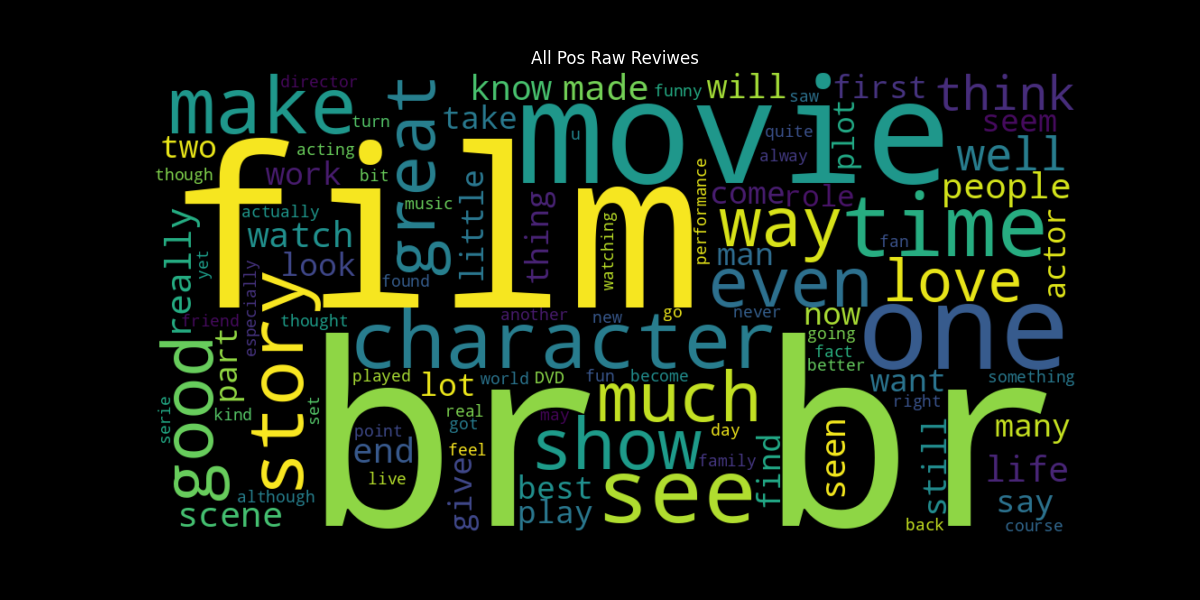 All Pos Raw Reviwes
director
make
turn
great
know
made
funny
will
saw
first
think
seem
take
movie
u
quite
alway
plot
well
two
though
acting
work
bit
film
music
little
thing
watching
performance
come
role
people
way
time
fan
man
actor
actually
watch
look
found
really
yet
especially
story
even
love
friend
thought
another
new
go
never
now
going
fact
better
one
character
good
part
played
lot
world
DVD
fun
become
want
right
something
serie
kind
set
br br
much
real
got
may
point
end
live
feel
give
show
day
family
find
seen
still
many
life
see
best
play
although
scene
say
back
course